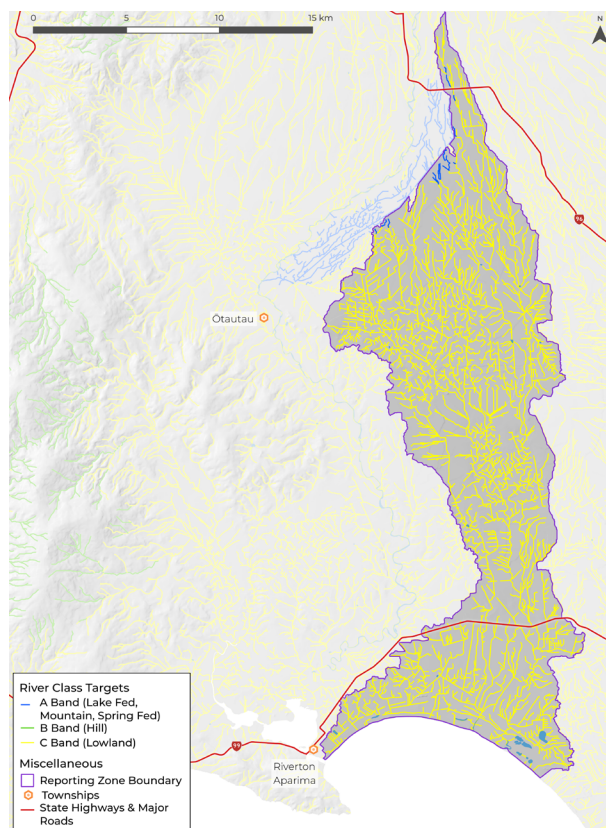 0 5 10 15 km
N
96
Ōtautau
River Class Targets
A Band (Lake Fed,
Mountain, Spring Fed)
B Band (Hill)
C Band (Lowland)
Miscellaneous
Reporting Zone Boundary
Townships
State Highways & Major
Roads
99
Riverton
Aparima